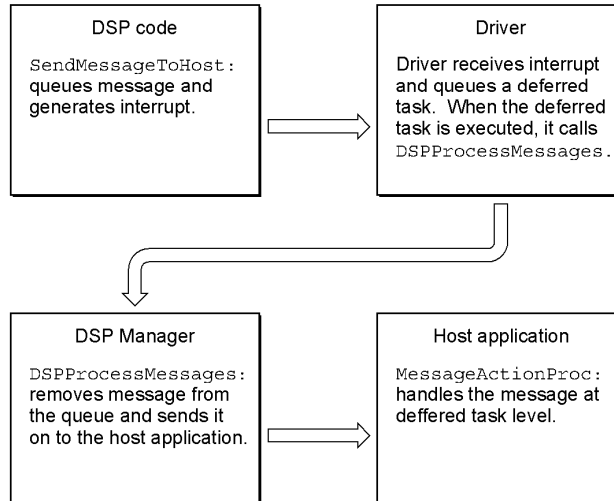 DSP code
SendMessageToHost:
queues message and
generates interrupt.
Driver
Driver receives interrupt
and queues a deferred
task. When the deferred
task is executed, it calls
DSPProcessMessages.
DSP Manager
DSPProcessMessages:
removes message from
the queue and sends it
on to the host application.
Host application
MessageActionProc:
handles the message at
deffered task level.